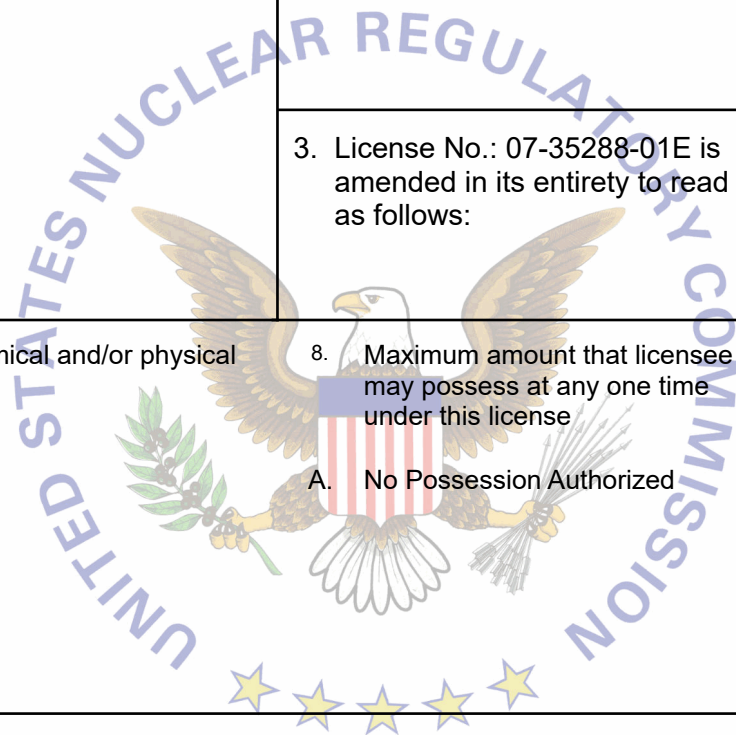 UNITED STATES NUCLEAR REGULATORY COMMISSION
3. License No.: 07-35288-01E is
amended in its entirety to read
as follows:
and/or physical
8. Maximum amount that licensee
may possess at any one time
under this license
A. No Possession Authorized